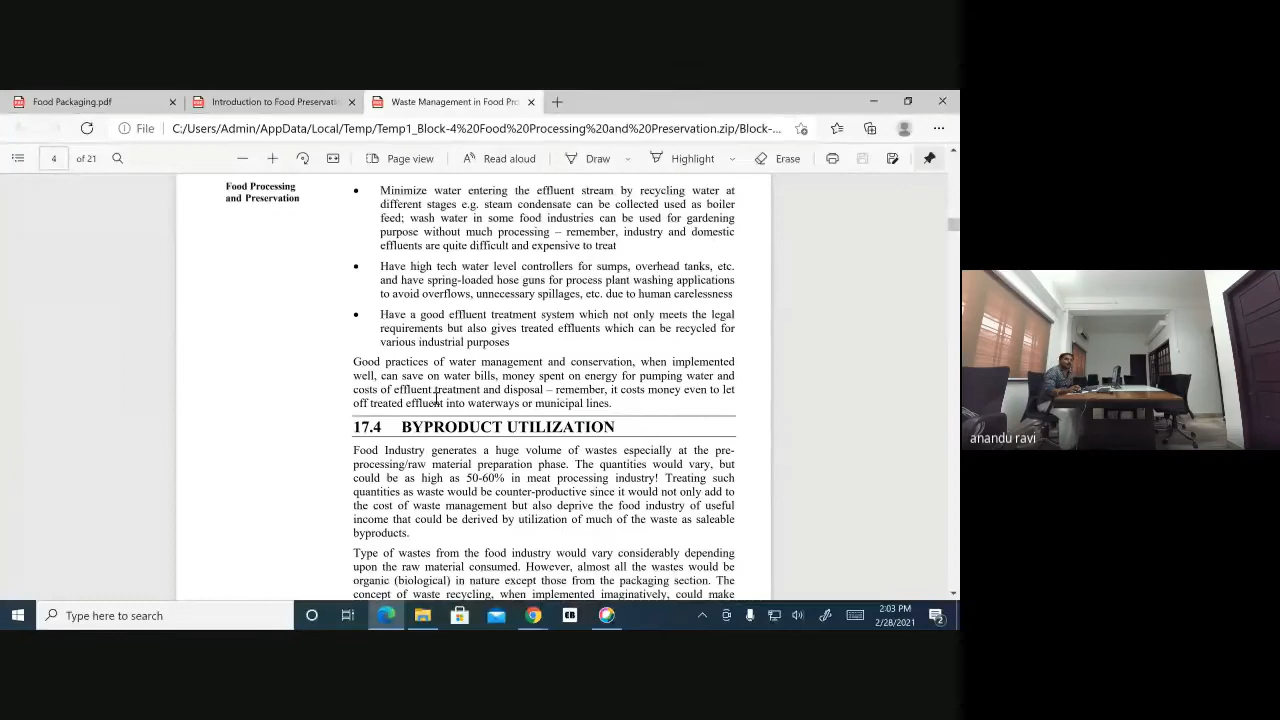 Food Packaging.pdf
Introduction to Food Preservati
Waste Management in Food Pr
File
C:/Users/Admin/AppData/Local/Temp/Temp1_Block-4%20Food%20Processing%20and%20Preservation.zip/Block-...
4 of 21
Page view
Read aloud
Draw
Highlight
Erase
Food Processing
and Preservation
• Minimize water entering the effluent stream by recycling water at
different stages e.g. steam condensate can be collected used as boiler
feed; wash water in some food industries can be used for gardening
purpose without much processing – remember, industry and domestic
effluents are quite difficult and expensive to treat
• Have high tech water level controllers for sumps, overhead tanks, etc.
and have spring-loaded hose guns for process plant washing applications
to avoid overflows, unnecessary spillages, etc. due to human carelessness
• Have a good effluent treatment system which not only meets the legal
requirements but also gives treated effluents which can be recycled for
various industrial purposes
Good practices of water management and conservation, when implemented
well, can save on water bills, money spent on energy for pumping water and
costs of effluent treatment and disposal – remember, it costs money even to let
off treated effluent into waterways or municipal lines.
17.4 BYPRODUCT UTILIZATION
Food Industry generates a huge volume of wastes especially at the pre-
processing/raw material preparation phase. The quantities would vary, but
could be as high as 50-60% in meat processing industry! Treating such
quantities as waste would be counter-productive since it would not only add to
the cost of waste management but also deprive the food industry of useful
income that could be derived by utilization of much of the waste as saleable
byproducts.
Type of wastes from the food industry would vary considerably depending
upon the raw material consumed. However, almost all the wastes would be
organic (biological) in nature except those from the packaging section. The
concept of waste recycling, when implemented imaginatively, could make
anandu ravi
Type here to search
2:03 PM
2/28/2021
2